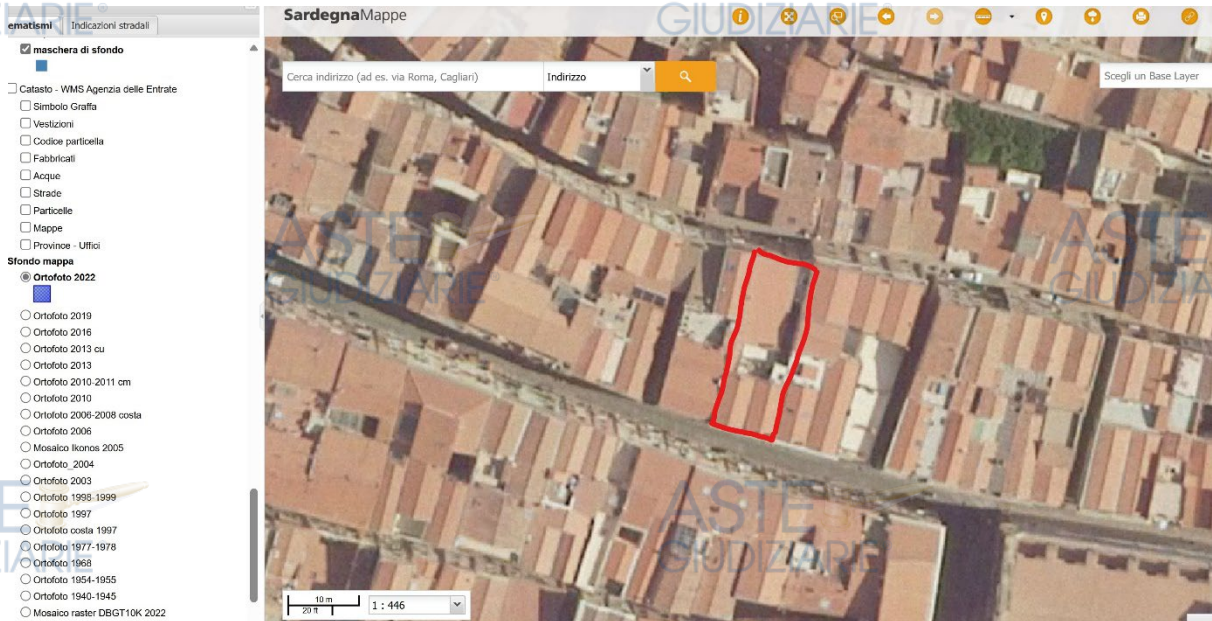 ematismi Indicazioni stradali
SardegnaMappe
maschera di sfondo
Cerca indirizzo (ad es. via Roma, Cagliari) Indirizzo
Scegli un Base Layer
Catasto - WMS Agenzia delle Entrate
Simbolo Graffa
Vestizioni
Codice particella
Fabbricati
Acque
Strade
Particelle
Mappe
Province - Uffici
Sfondo mappa
Ortofoto 2022
Ortofoto 2019
Ortofoto 2016
Ortofoto 2013 cu
Ortofoto 2013
Ortofoto 2010-2011 cm
Ortofoto 2010
Ortofoto 2006-2008 costa
Ortofoto 2006
Mosaico Ikonos 2005
Ortofoto_2004
Ortofoto 2003
Ortofoto 1998-1999
Ortofoto 1997
Ortofoto costa 1997
Ortofoto 1977-1978
Ortofoto 1968
Ortofoto 1954-1955
Ortofoto 1940-1945
Mosaico raster DBGT10K 2022
10 m
20 ft
1 : 446
GIUDIZIARIE®
ASTE
GIUDIZIARIE®
ASTE
GIUDIZIARIE®